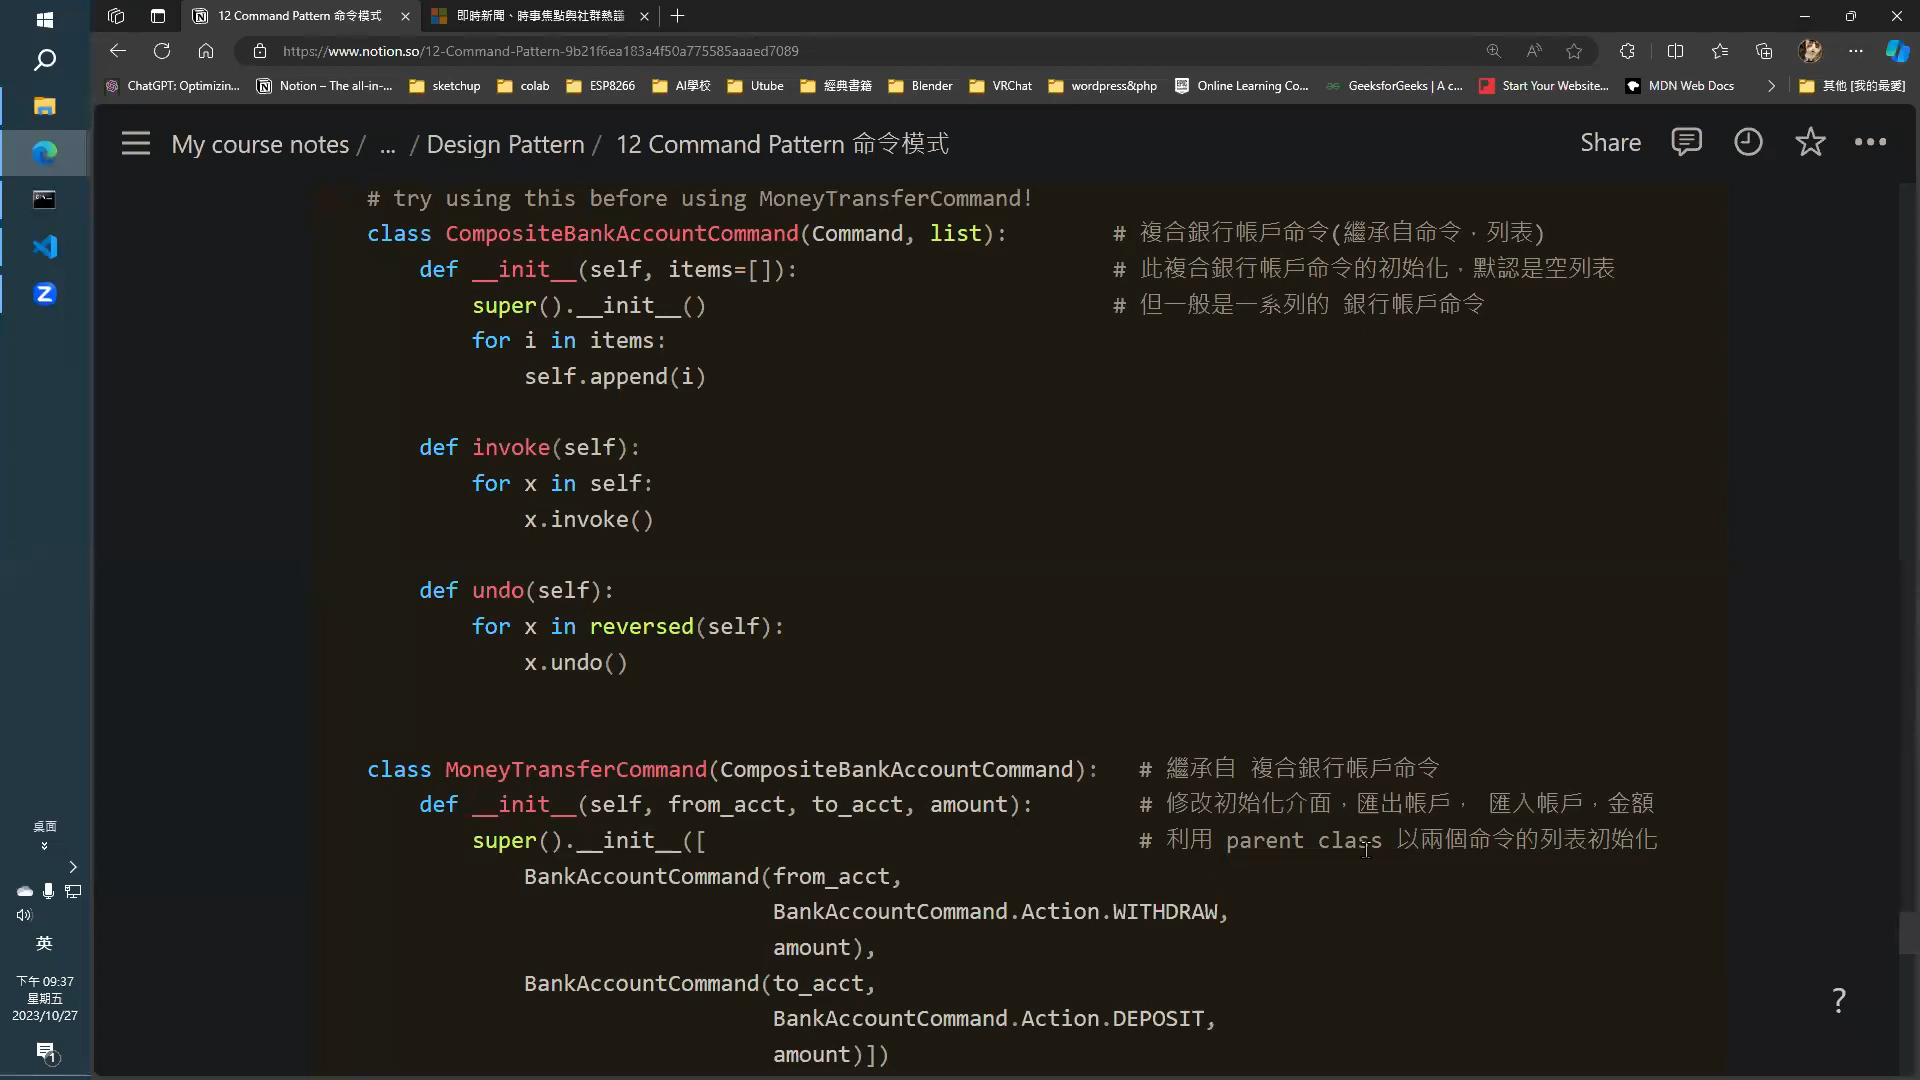 12 Command Pattern 命令模式
即時新聞、時事焦點與社群熱議
https://www.notion.so/12-Command-Pattern-9b21f6ea183a4f50a775585aaaed7089
ChatGPT: Optimizin...
Notion – The all-in-...
sketchup
colab
ESP8266
AI學校
Utube
經典書籍
Blender
VRChat
wordpress&php
Online Learning Co...
GeeksforGeeks | A c...
Start Your Website...
MDN Web Docs
其他 [我的最愛]
My course notes / ... / Design Pattern / 12 Command Pattern 命令模式
Share
# try using this before using MoneyTransferCommand!
class CompositeBankAccountCommand(Command, list): # 複合銀行帳戶命令(繼承自命令，列表)
def __init__(self, items=[]): # 此複合銀行帳戶命令的初始化，默認是空列表
super().__init__() # 但一般是一系列的 銀行帳戶命令
for i in items:
self.append(i)
def invoke(self):
for x in self:
x.invoke()
def undo(self):
for x in reversed(self):
x.undo()
class MoneyTransferCommand(CompositeBankAccountCommand): # 繼承自 複合銀行帳戶命令
def __init__(self, from_acct, to_acct, amount): # 修改初始化介面，匯出帳戶， 匯入帳戶，金額
super().__init__([ # 利用 parent class 以兩個命令的列表初始化
BankAccountCommand(from_acct,
BankAccountCommand.Action.WITHDRAW,
amount),
BankAccountCommand(to_acct,
BankAccountCommand.Action.DEPOSIT,
amount)])
?
桌面
英
下午 09:37
星期五
2023/10/27
1